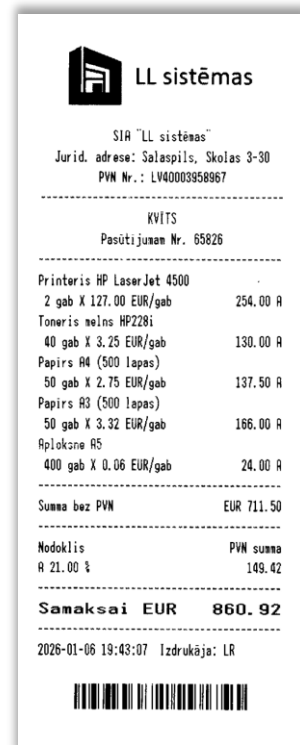 LL sistēmas
SIA "LL sistēmas"
Jurid. adrese: Salaspils, Skolas 3-30
PVN Nr.: LV40003958967
KVĪTS
Pasūtījumam Nr. 65826
Printeris HP LaserJet 4500
2 gab X 127.00 EUR/gab 254.00 A
Toneris melns HP228i
40 gab X 3.25 EUR/gab 130.00 A
Papīrs A4 (500 lapas)
50 gab X 2.75 EUR/gab 137.50 A
Papīrs A3 (500 lapas)
50 gab X 3.32 EUR/gab 166.00 A
Aploksne A5
400 gab X 0.06 EUR/gab 24.00 A
Summa bez PVN EUR 711.50
Nodoklis PVN summa
A 21.00 % 149.42
Samaksai EUR 860.92
2026-01-06 19:43:07 Izdrukāja: LR